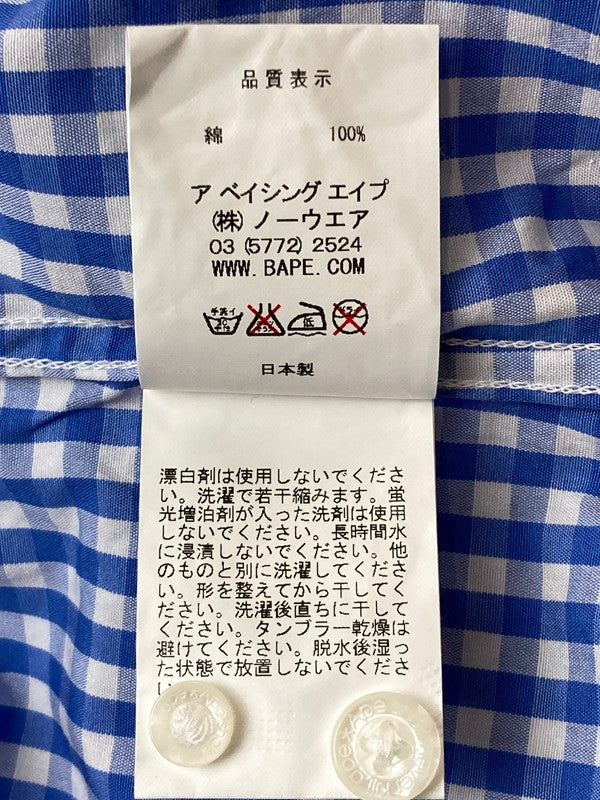 品質表示
綿 100%
ア ベイシング エイプ
㈱ ノーウエア
03 (5772) 2524
WWW.BAPE.COM
手洗イ
低
日本製
漂白剤は使用しないでくださ
い。洗濯で若干縮みます。蛍
光増泊剤が入った洗剤は使用
しないでください。長時間水
に浸漬しないでください。他
のものと別に洗濯してくださ
い。形を整えてから干してく
ださい。洗濯後直ちに干して
ください。タンブラー乾燥は
避けてください。脱水後湿っ
た状態で放置しないでくださ